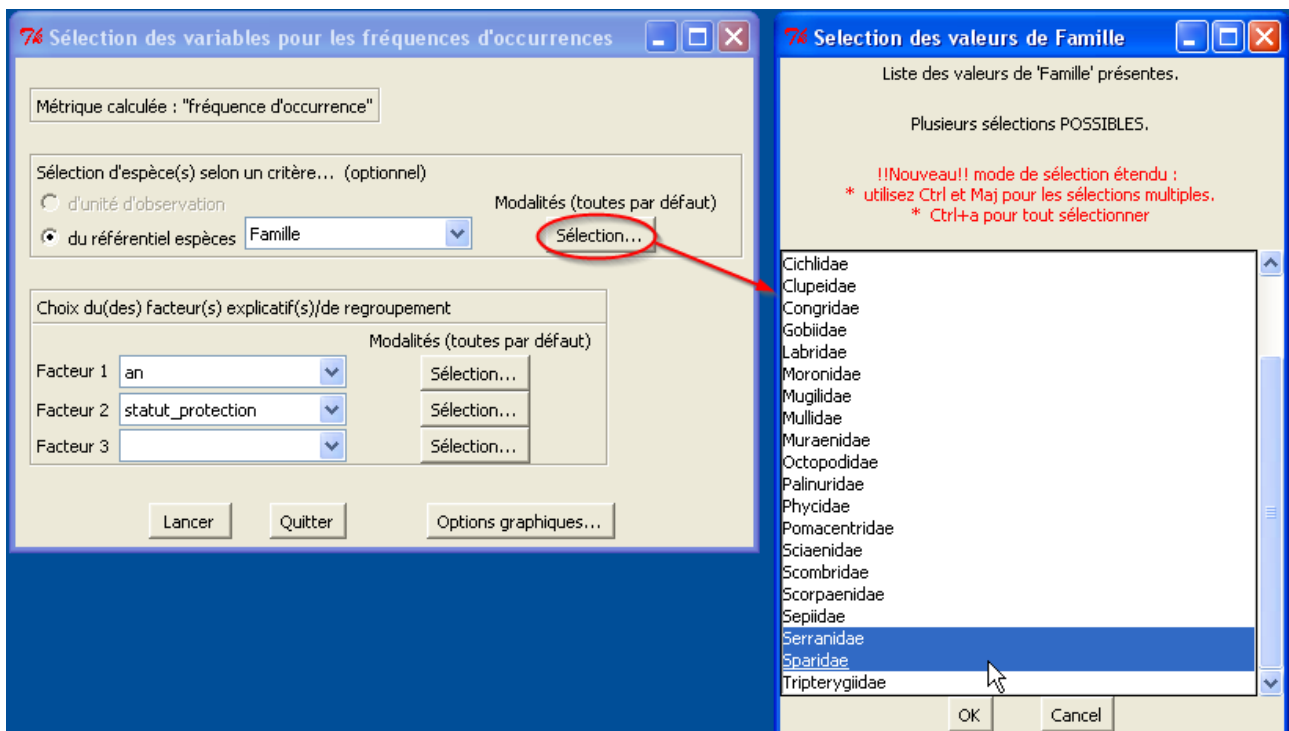 Sélection des variables pour les fréquences d'occurrences
Métrique calculée : "fréquence d'occurrence"
Sélection d'espèce(s) selon un critère... (optionnel)
d'unité d'observation
Modalités (toutes par défaut)
du référentiel espèces Famille Sélection...
Choix du(des) facteur(s) explicatif(s)/de regroupement
Modalités (toutes par défaut)
Facteur 1 an Sélection...
Facteur 2 statut_protection Sélection...
Facteur 3 Sélection...
Lancer Quitter Options graphiques...
Selection des valeurs de Famille
Liste des valeurs de 'Famille' présentes.
Plusieurs sélections POSSIBLES.
!!Nouveau!! mode de sélection étendu :
* utilisez Ctrl et Maj pour les sélections multiples.
* Ctrl+a pour tout sélectionner
Cichlidae
Clupeidae
Congridae
Gobiidae
Labridae
Moronidae
Mugilidae
Mullidae
Muraenidae
Octopodidae
Palinuridae
Phycidae
Pomacentridae
Sciaenidae
Scombridae
Scorpaenidae
Sepiidae
Serranidae
Sparidae
Tripterygiidae
OK Cancel